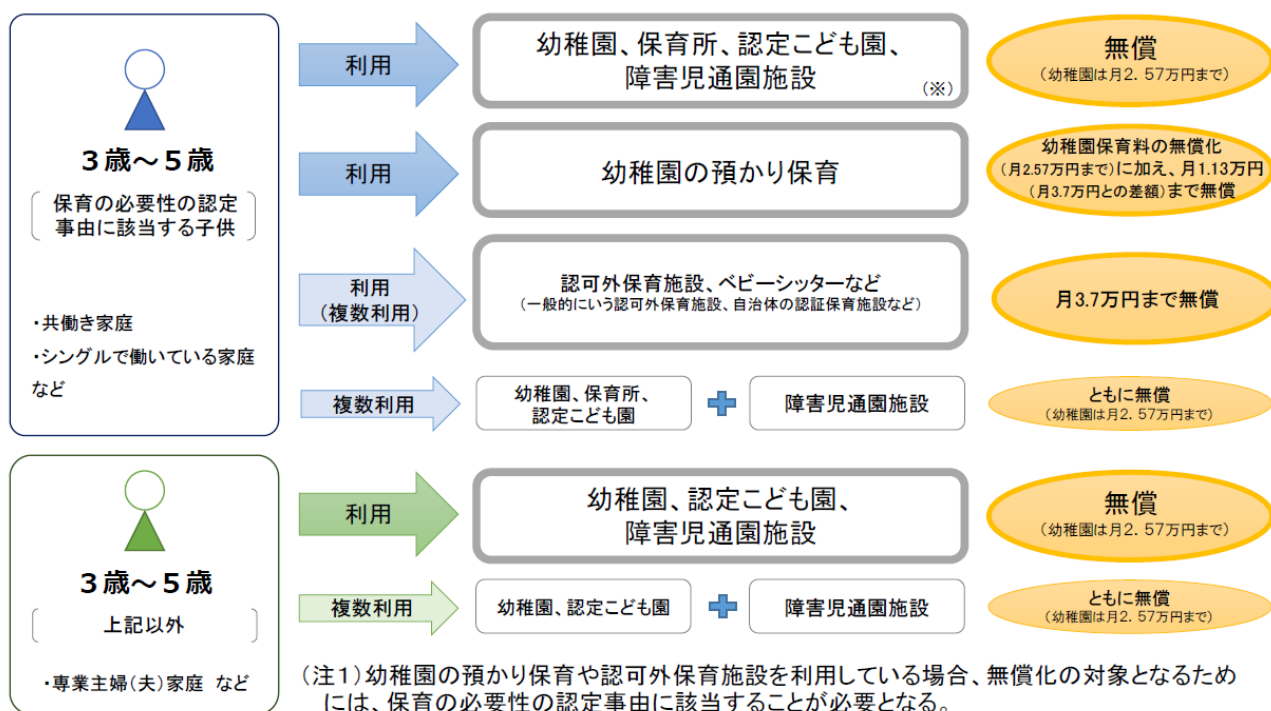 3歳～5歳
保育の必要性の認定
事由に該当する子供
・共働き家庭
・シングルで働いている家庭
など
利用
幼稚園、保育所、認定こども園、
障害児通園施設
(※)
無償
(幼稚園は月2．57万円まで)
利用
幼稚園の預かり保育
幼稚園保育料の無償化
(月2.57万円まで)に加え、月1.13万円
(月3.7万円との差額)まで無償
利用
(複数利用)
認可外保育施設、ベビーシッターなど
(一般的にいう認可外保育施設、自治体の認証保育施設など)
月3.7万円まで無償
複数利用
幼稚園、保育所、
認定こども園
障害児通園施設
ともに無償
(幼稚園は月2．57万円まで)
3歳～5歳
上記以外
・専業主婦(夫)家庭 など
利用
幼稚園、認定こども園、
障害児通園施設
無償
(幼稚園は月2．57万円まで)
複数利用
幼稚園、認定こども園
障害児通園施設
ともに無償
(幼稚園は月2．57万円まで)
(注1)幼稚園の預かり保育や認可外保育施設を利用している場合、無償化の対象となるため
には、保育の必要性の認定事由に該当することが必要となる。